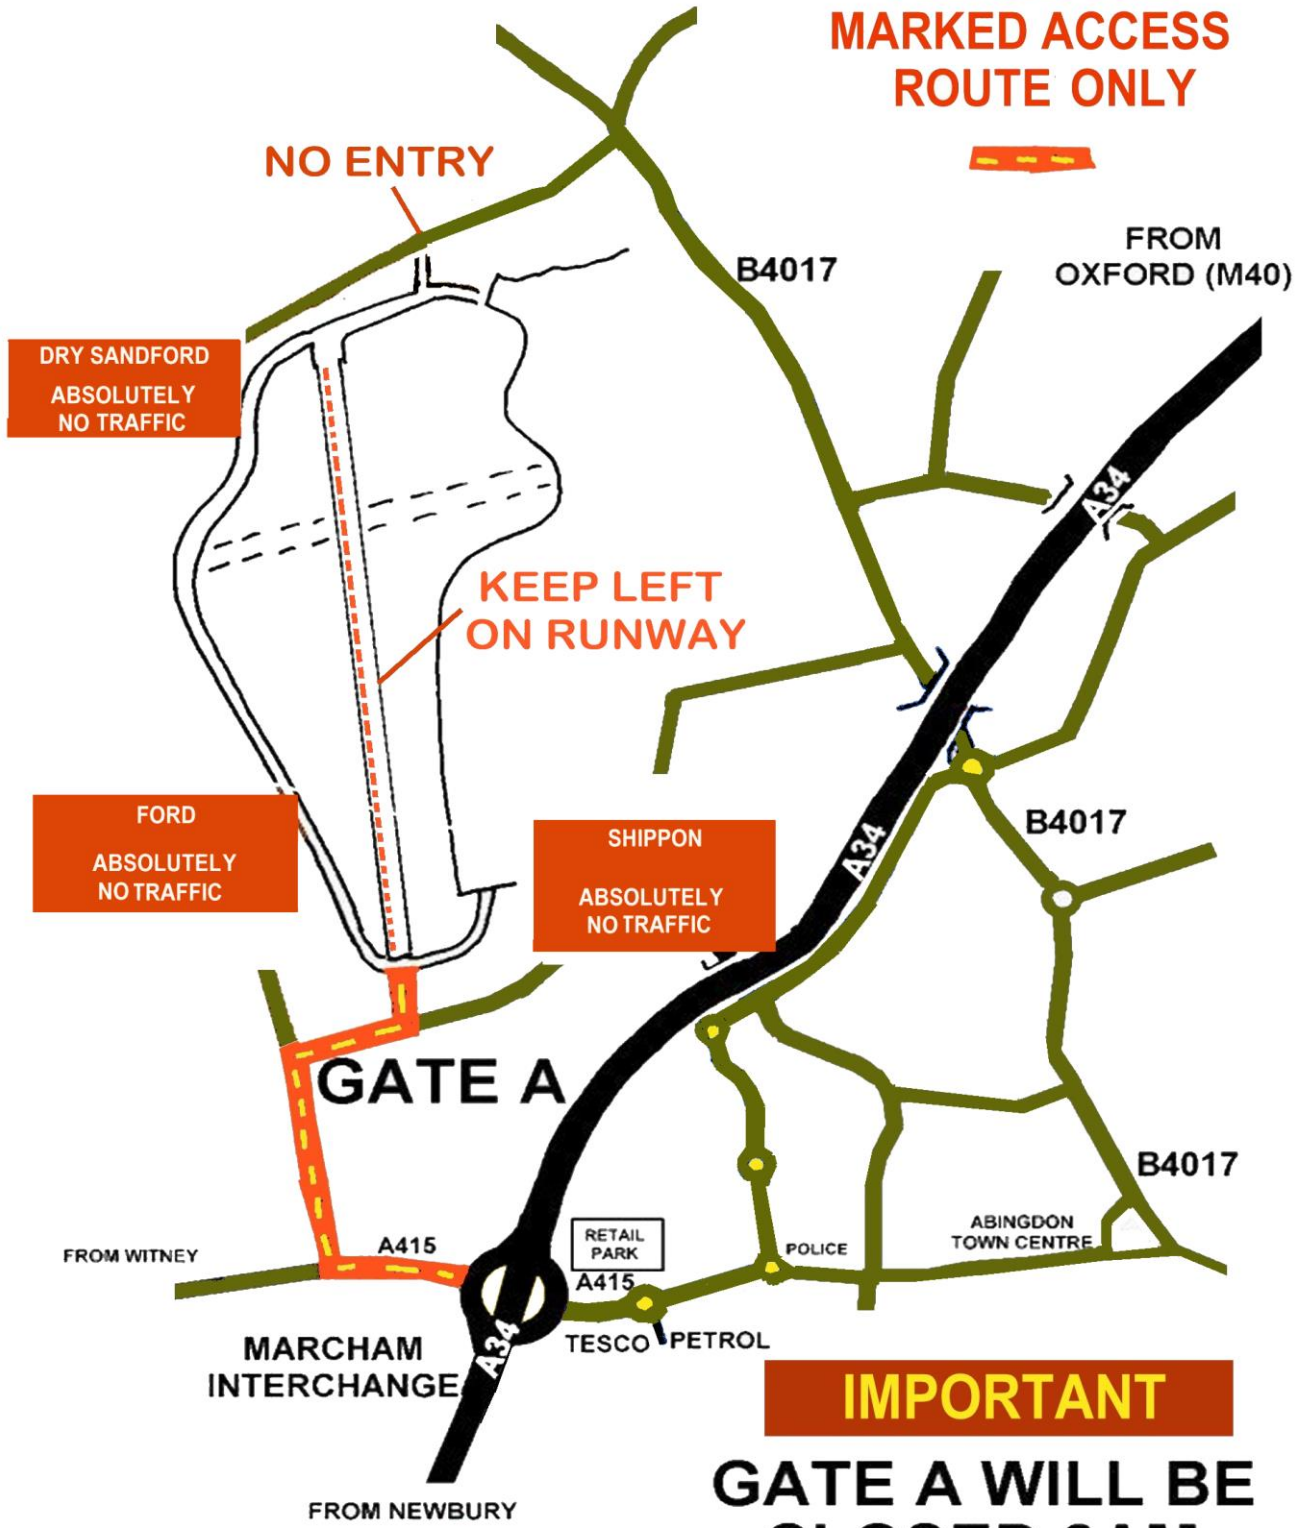 MARKED ACCESS
ROUTE ONLY
NO ENTRY
FROM
OXFORD (M40)
B4017
DRY SANDFORD
ABSOLUTELY
NO TRAFFIC
A34
KEEP LEFT
ON RUNWAY
FORD
ABSOLUTELY
NO TRAFFIC
SHIPPON
ABSOLUTELY
NO TRAFFIC
A34
B4017
GATE A
B4017
FROM WITNEY
A415
RETAIL
PARK
POLICE
ABINGDON
TOWN CENTRE
A415
TESCO
PETROL
A34
MARCHAM
INTERCHANGE
IMPORTANT
GATE A WILL BE
FROM NEWBURY